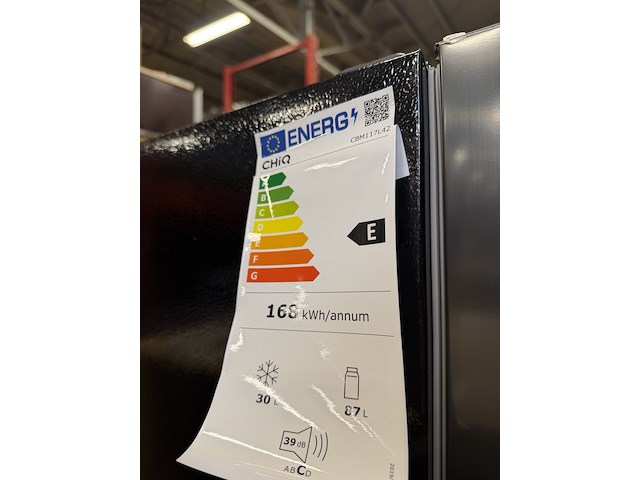 ENERG
CHiQ
CBM117L42
A
B
C
D
E
F
G
E
168 kWh/annum
30 L
87 L
39 dB
ABCD